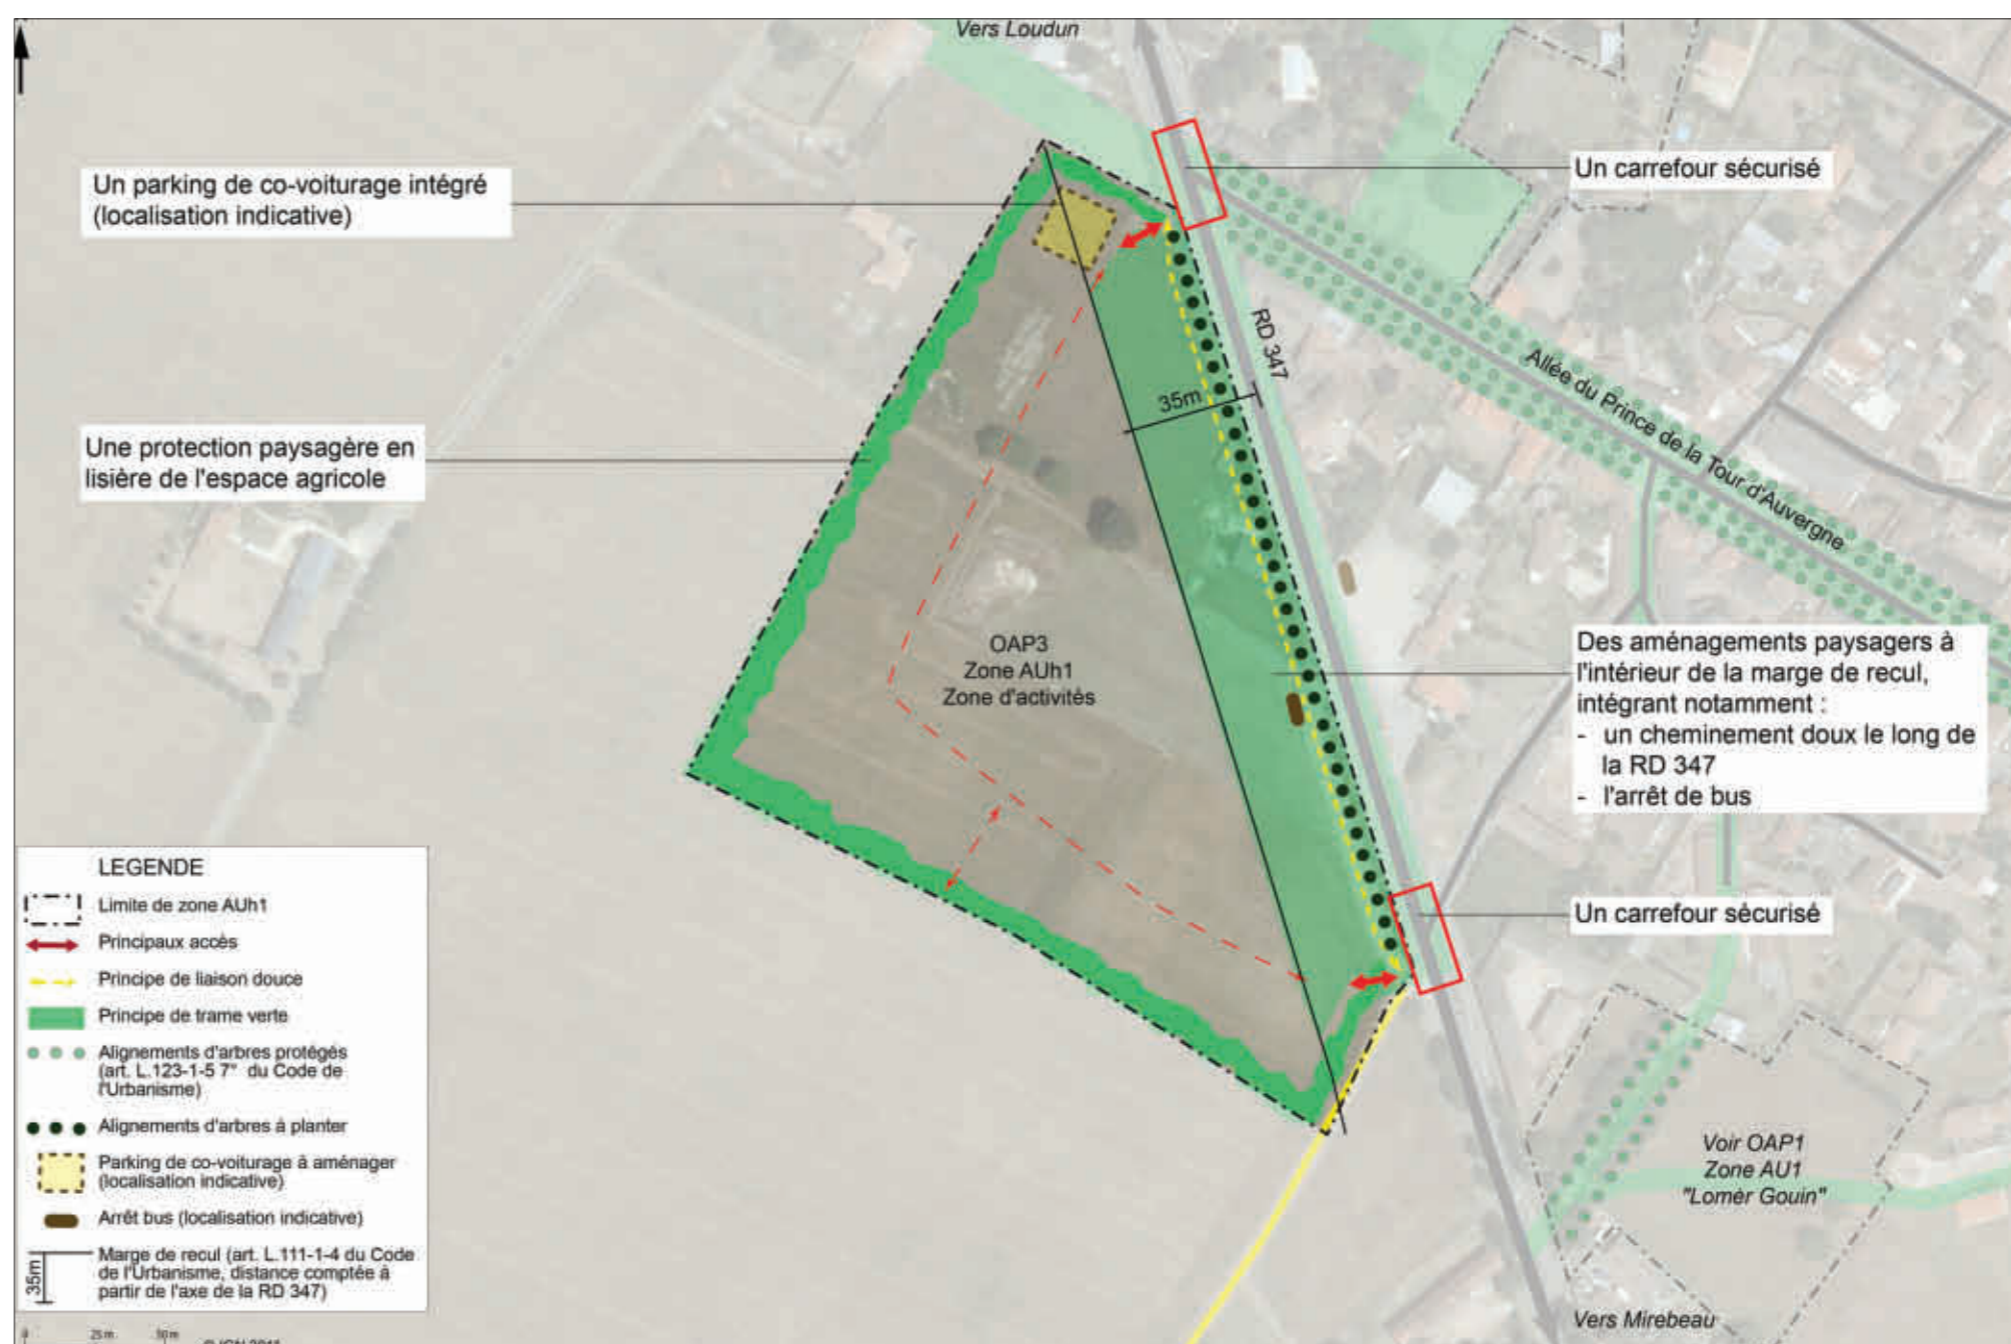 Vers Loudun
Un parking de co-voiturage intégré
(localisation indicative)
Un carrefour sécurisé
RD 347
35m
Allée du Prince de la Tour d'Auvergne
Une protection paysagère en
lisière de l'espace agricole
OAP3
Zone AUh1
Zone d'activités
Des aménagements paysagers à
l'intérieur de la marge de recul,
intégrant notamment :
- un cheminement doux le long de
la RD 347
- l'arrêt de bus
Un carrefour sécurisé
Voir OAP1
Zone AU1
"Lomèr Gouin"
Vers Mirebeau
LEGENDE
Limite de zone AUh1
Principaux accès
Principe de liaison douce
Principe de trame verte
Alignements d'arbres protégés
(art. L.123-1-5 7° du Code de
l'Urbanisme)
Alignements d'arbres à planter
Parking de co-voiturage à aménager
(localisation indicative)
Arrêt bus (localisation indicative)
35m
Marge de recul (art. L.111-1-4 du Code
de l'Urbanisme, distance comptée à
partir de l'axe de la RD 347)
0 25 m 50 m